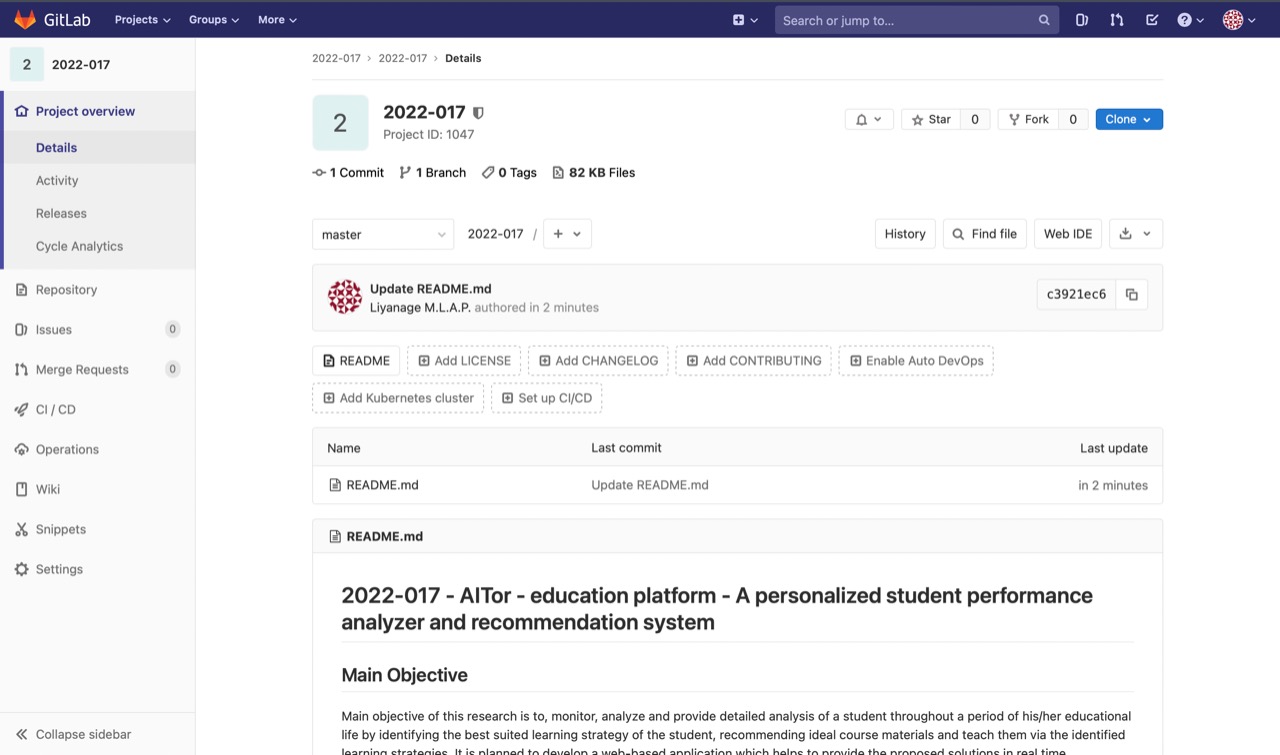 GitLab Projects Groups More Search or jump to...
2 2022-017
Project overview
Details
Activity
Releases
Cycle Analytics
Repository
Issues 0
Merge Requests 0
CI / CD
Operations
Wiki
Snippets
Settings
Collapse sidebar
2022-017 › 2022-017 › Details
2 2022-017
Project ID: 1047
Star 0 Fork 0 Clone
1 Commit 1 Branch 0 Tags 82 KB Files
master 2022-017 / + History Find file Web IDE
Update README.md
Liyanage M.L.A.P. authored in 2 minutes
c3921ec6
README Add LICENSE Add CHANGELOG Add CONTRIBUTING Enable Auto DevOps
Add Kubernetes cluster Set up CI/CD
Name Last commit Last update
README.md Update README.md in 2 minutes
README.md
2022-017 - AITor - education platform - A personalized student performance
analyzer and recommendation system
Main Objective
Main objective of this research is to, monitor, analyze and provide detailed analysis of a student throughout a period of his/her educational
life by identifying the best suited learning strategy of the student, recommending ideal course materials and teach them via the identified
learning strategies. It is planned to develop a web-based application which helps to provide the proposed solutions in real time.